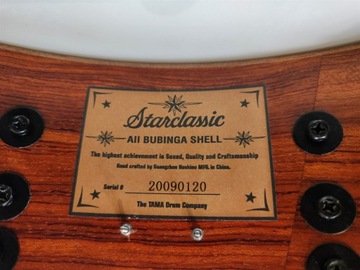 Starclassic
All BUBINGA SHELL
The highest achievement in Sound, Quality and Craftsmanship
Hand crafted by Guangzhou Hoshino MFG. in China.
Serial # 20090120
The TAMA Drum Company